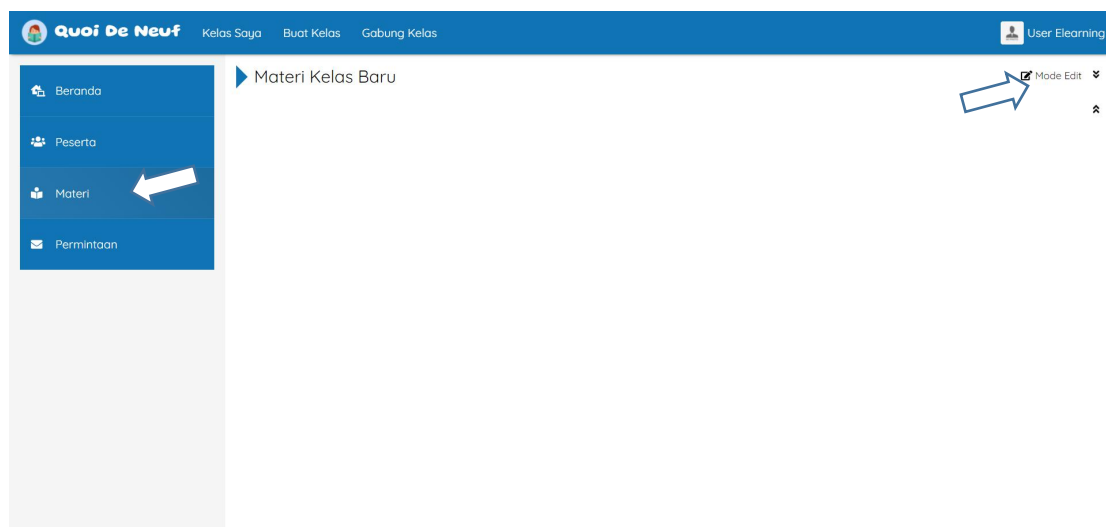 Quoi De Neuf Kelas Saya Buat Kelas Gabung Kelas User Elearning
Beranda
Peserta
Materi
Permintaan
Materi Kelas Baru
Mode Edit